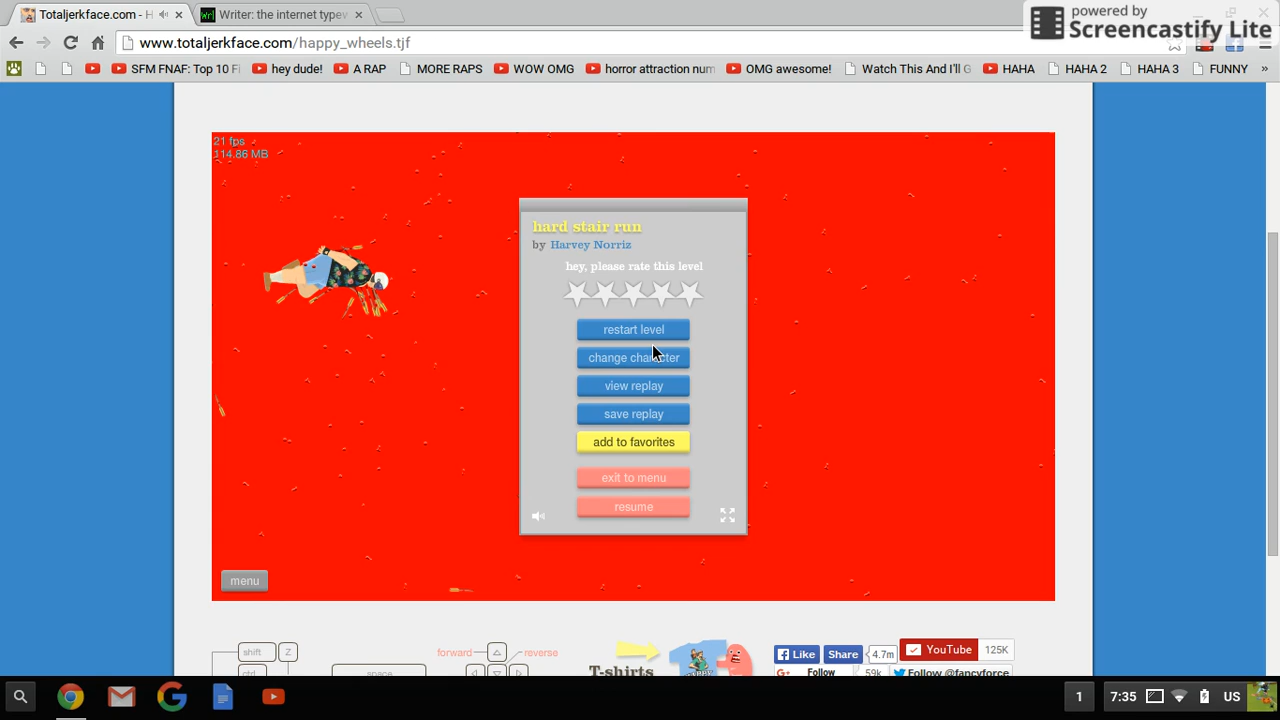 Totaljerkface.com - H
Writer: the internet typew
powered by
Screencastify Lite
www.totaljerkface.com/happy_wheels.tjf
SFM FNAF: Top 10 Fi
hey dude!
A RAP
MORE RAPS
WOW OMG
horror attraction num
OMG awesome!
Watch This And I'll G
HAHA
HAHA 2
HAHA 3
FUNNY
»
21 fps
114.86 MB
hard stair run
by Harvey Norriz
hey, please rate this level
restart level
change character
view replay
save replay
add to favorites
exit to menu
resume
menu
shift
Z
forward
reverse
Like
Share
4.7m
YouTube
125K
ctrl
space
T-shirts
G+ Follow
59k
Follow @fancyforce
1
7:35
US